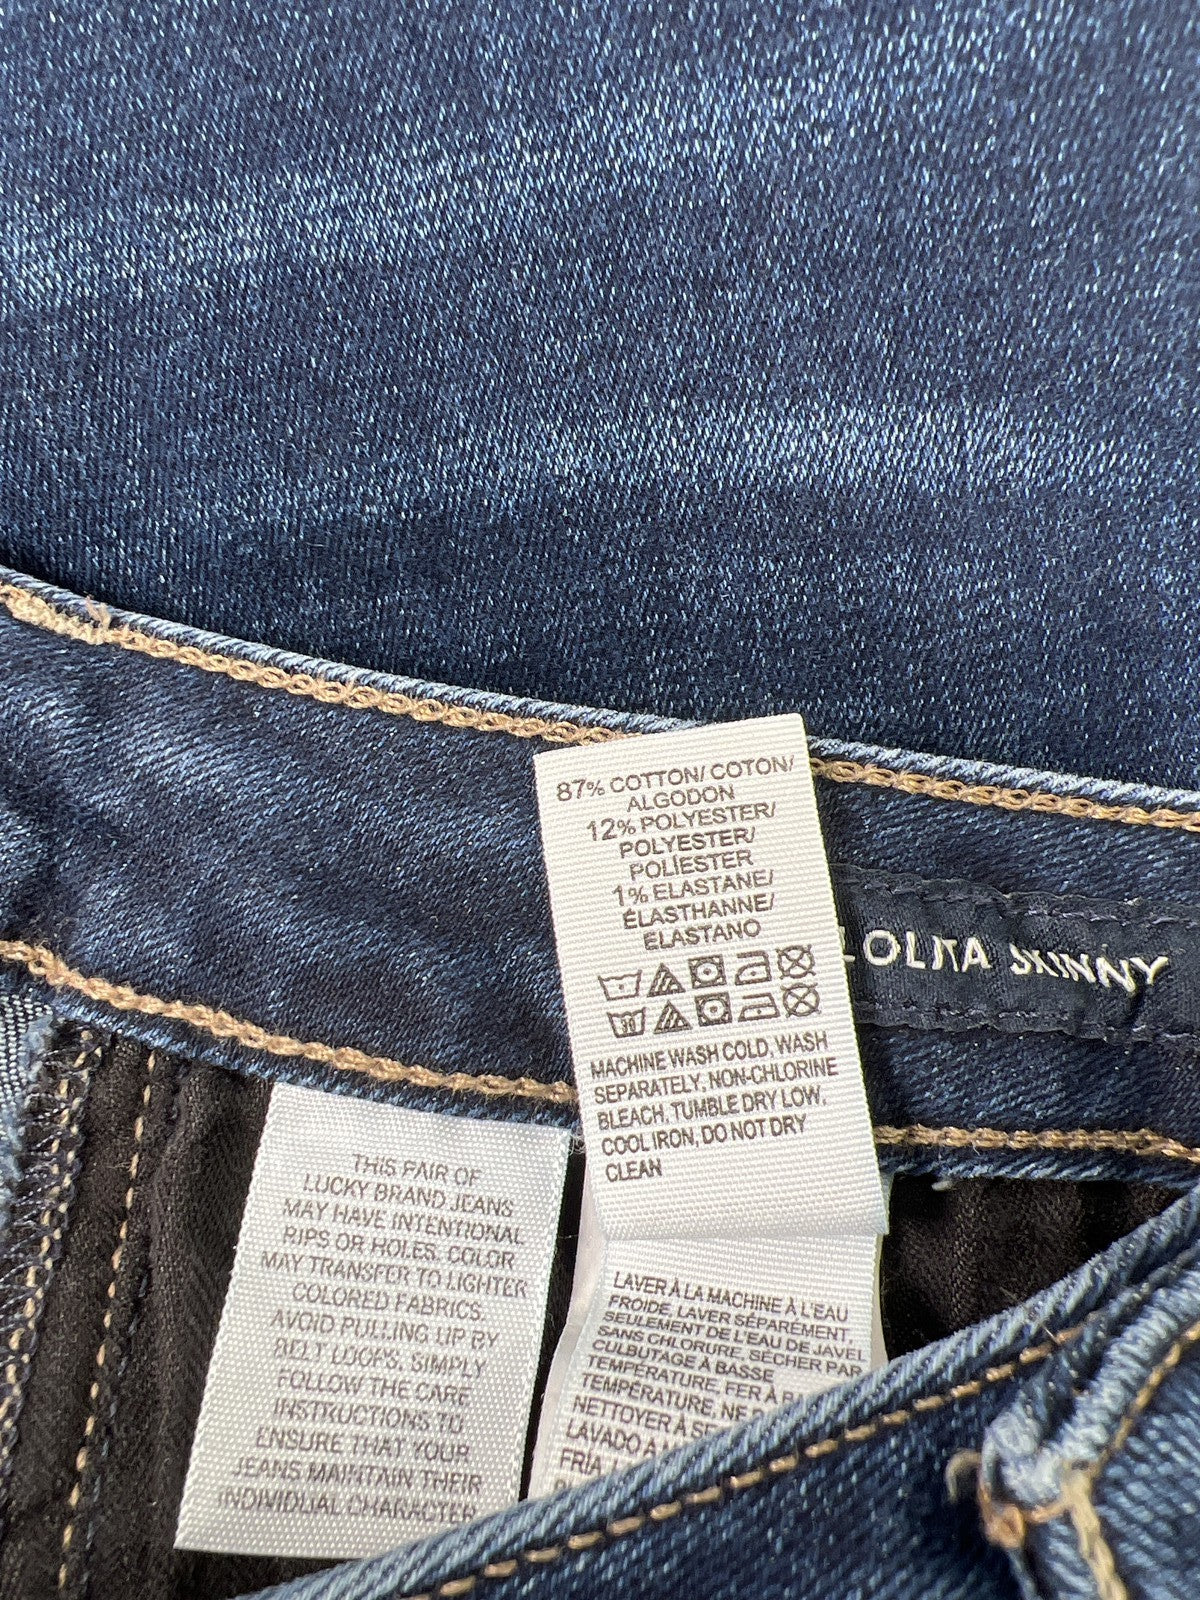 87% COTTON/ COTON/
ALGODON
12% POLYESTER/
POLYESTER/
POLIESTER
1% ELASTANE/
ÉLASTHANNE/
ELASTANO
30
MACHINE WASH COLD, WASH
SEPARATELY, NON-CHLORINE
BLEACH, TUMBLE DRY LOW,
COOL IRON, DO NOT DRY
CLEAN
LOLITA SKINNY
THIS PAIR OF
LUCKY BRAND JEANS
MAY HAVE INTENTIONAL
RIPS OR HOLES. COLOR
MAY TRANSFER TO LIGHTER
COLORED FABRICS.
AVOID PULLING UP BY
BELT LOOPS. SIMPLY
FOLLOW THE CARE
INSTRUCTIONS TO
ENSURE THAT YOUR
JEANS MAINTAIN THEIR
INDIVIDUAL CHARACTER
LAVER À LA MACHINE À L'EAU
FROIDE, LAVER SÉPARÉMENT,
SEULEMENT DE L'EAU DE JAVEL
SANS CHLORURE, SÉCHER PAR
CULBUTAGE À BASSE
TEMPÉRATURE, FER À
TEMPÉRATURE, NE
NETTOYER À
LAVADO A
FRIA,